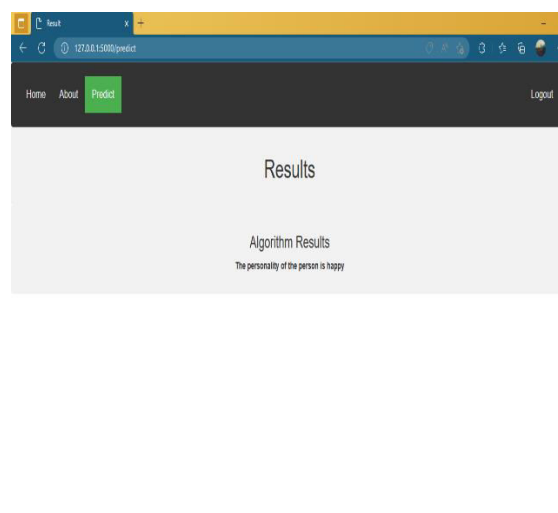 Result x +
127.0.0.1:5000/predict
Home About Predict Logout
Results
Algorithm Results
The personality of the person is happy